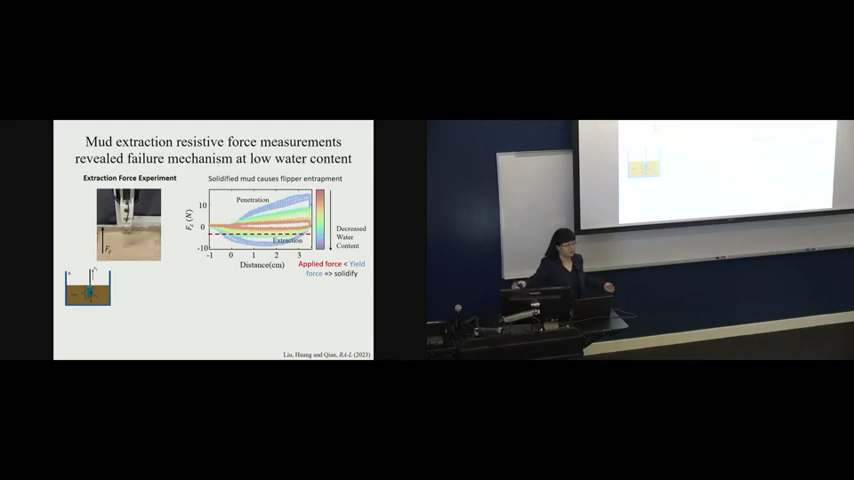 Mud extraction resistive force measurements
revealed failure mechanism at low water content
Extraction Force Experiment
Solidified mud causes flipper entrapment
Penetration
Extraction
F_z (N)
10
0
-10
-1 0 1 2 3
Distance(cm)
Decreased
Water
Content
Applied force < Yield
force => solidify
Liu, Huang and Qian, RA-L (2023)